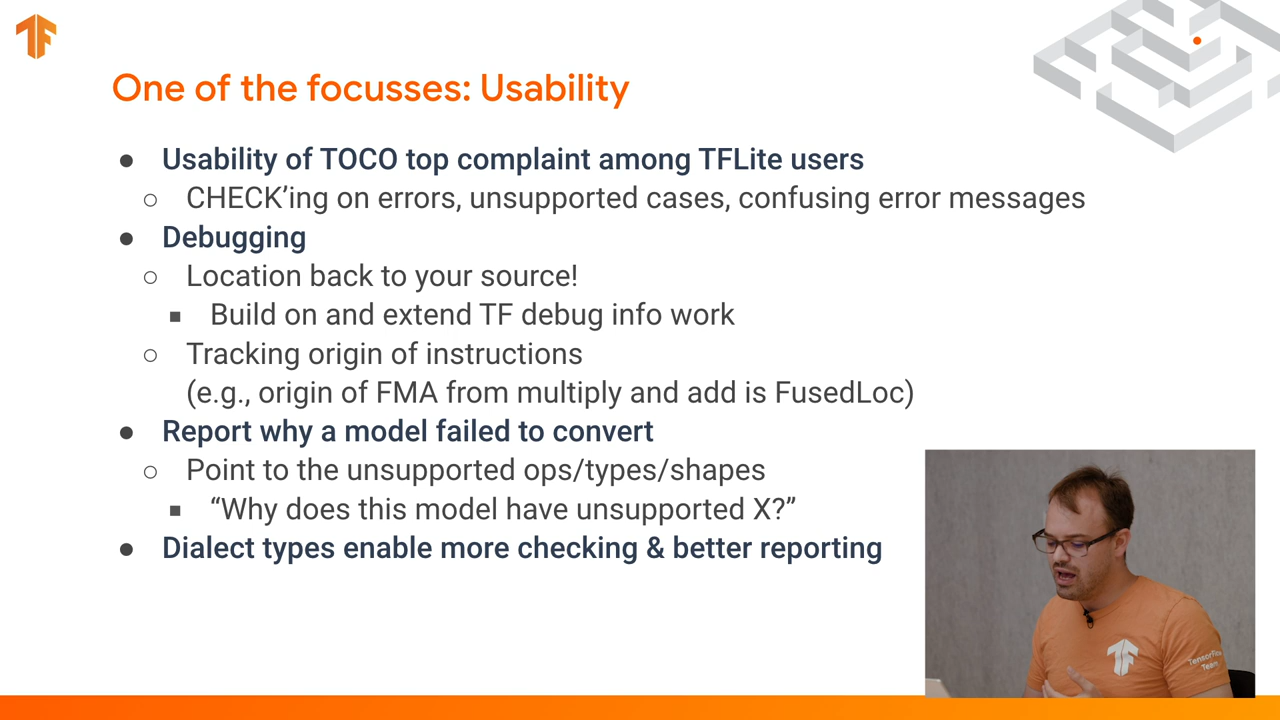 One of the focusses: Usability
● Usability of TOCO top complaint among TFLite users
○ CHECK’ing on errors, unsupported cases, confusing error messages
● Debugging
○ Location back to your source!
■ Build on and extend TF debug info work
○ Tracking origin of instructions
(e.g., origin of FMA from multiply and add is FusedLoc)
● Report why a model failed to convert
○ Point to the unsupported ops/types/shapes
■ “Why does this model have unsupported X?”
● Dialect types enable more checking & better reporting
TensorFlow
Team